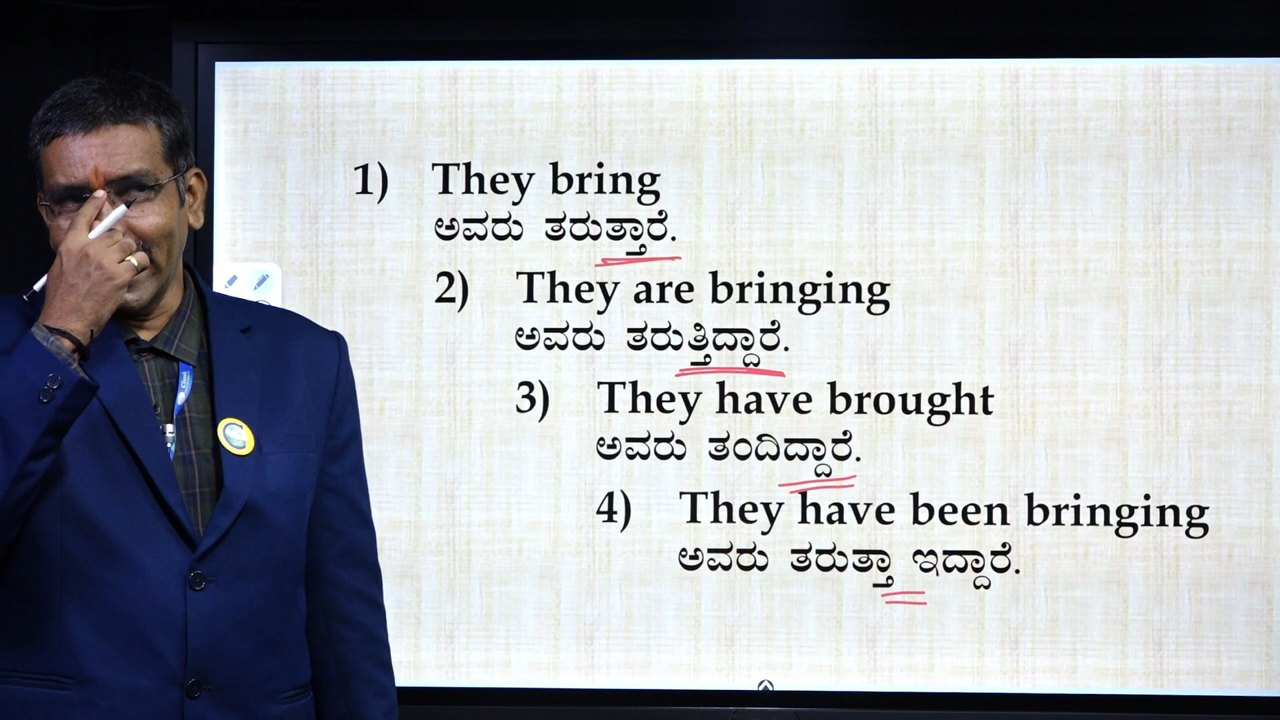 1) They bring
ಅವರು ತರುತ್ತಾರೆ.
2) They are bringing
ಅವರು ತರುತ್ತಿದ್ದಾರೆ.
3) They have brought
ಅವರು ತಂದಿದ್ದಾರೆ.
4) They have been bringing
ಅವರು ತರುತ್ತಾ ಇದ್ದಾರೆ.